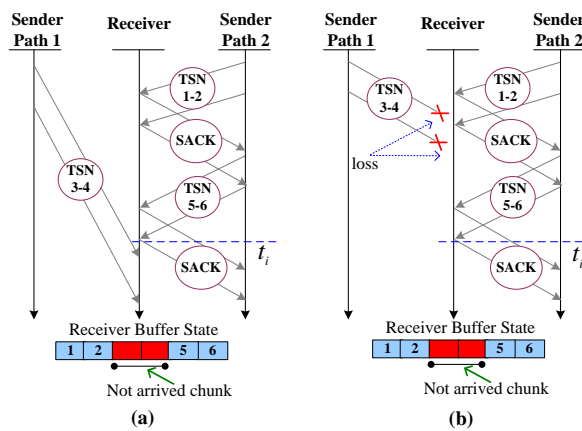 Sender
Path 1
Receiver
Sender
Path 2
TSN
1-2
SACK
TSN
3-4
TSN
5-6
SACK
t_i
Receiver Buffer State
1 2 5 6
Not arrived chunk
(a)
Sender
Path 1
Receiver
Sender
Path 2
TSN
3-4
TSN
1-2
SACK
loss
TSN
5-6
SACK
t_i
Receiver Buffer State
1 2 5 6
Not arrived chunk
(b)